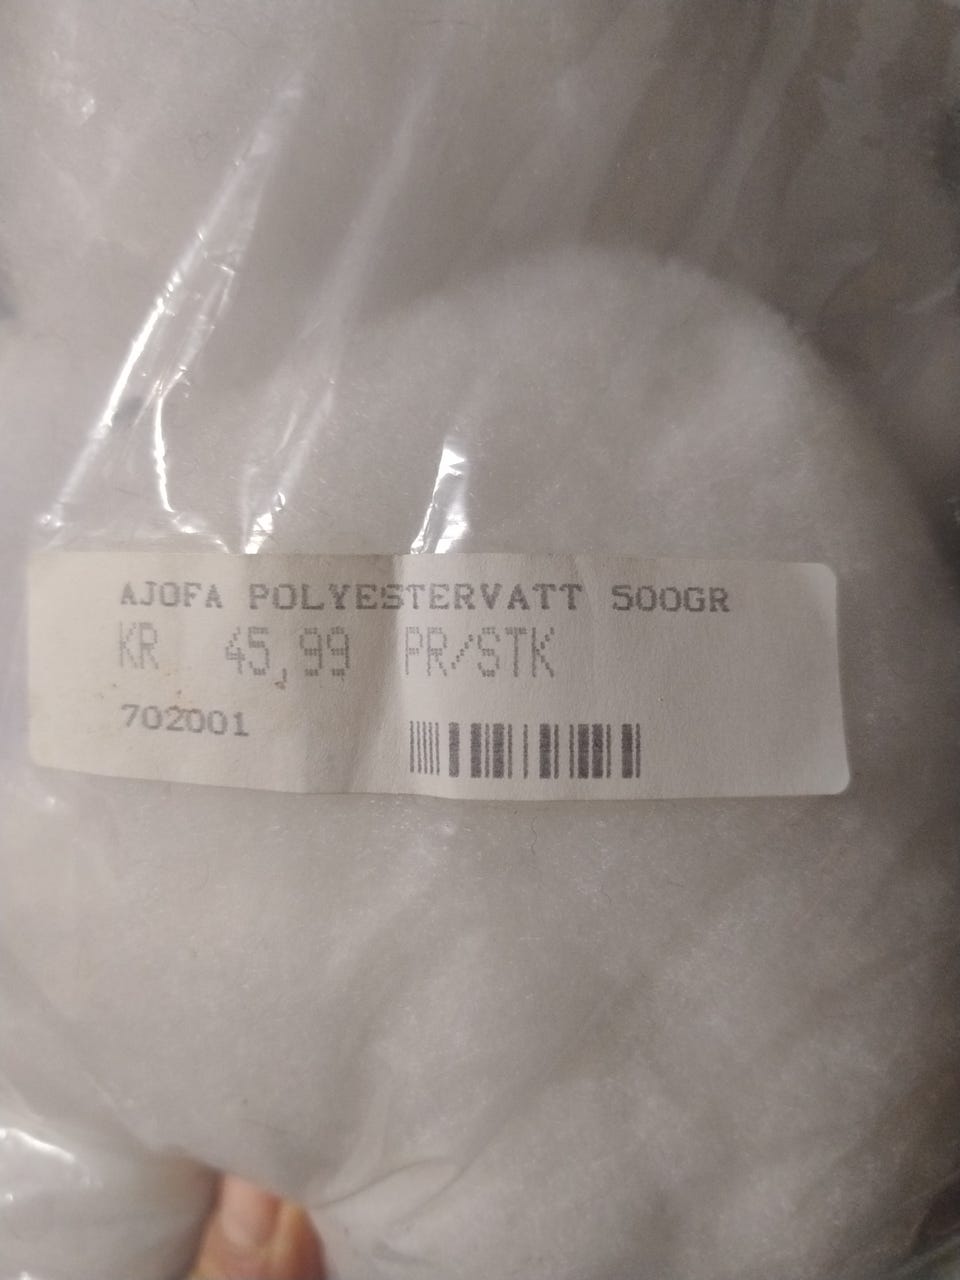 AJOFA POLYESTERVATT 500GR
KR 45,99 PR/STK
702001